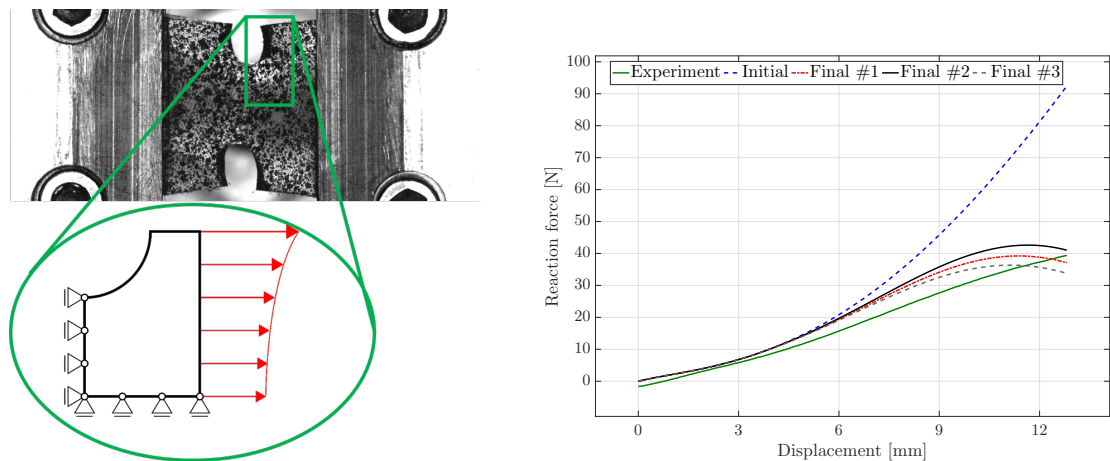 Experiment Initial Final #1 Final #2 Final #3
100
90
80
70
60
50
40
30
20
10
0
Reaction force [N]
0 3 6 9 12
Displacement [mm]